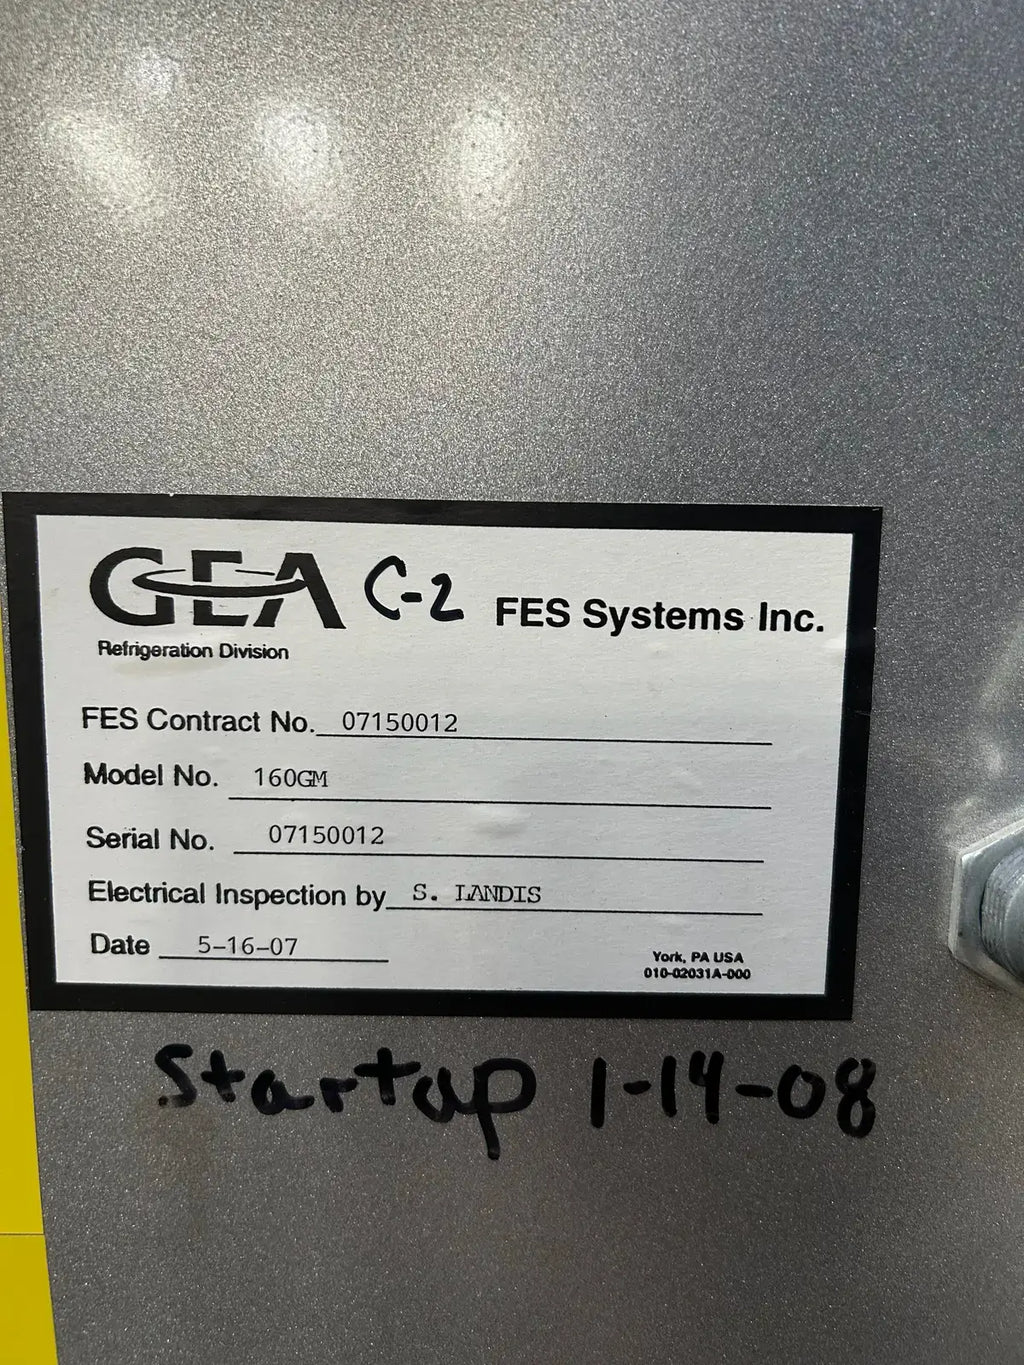 GEA C-2 FES Systems Inc.
Refrigeration Division
FES Contract No. 07150012
Model No. 160GM
Serial No. 07150012
Electrical Inspection by S. LANDIS
Date 5-16-07
York, PA USA
010-02031A-000
Startup 1-14-08